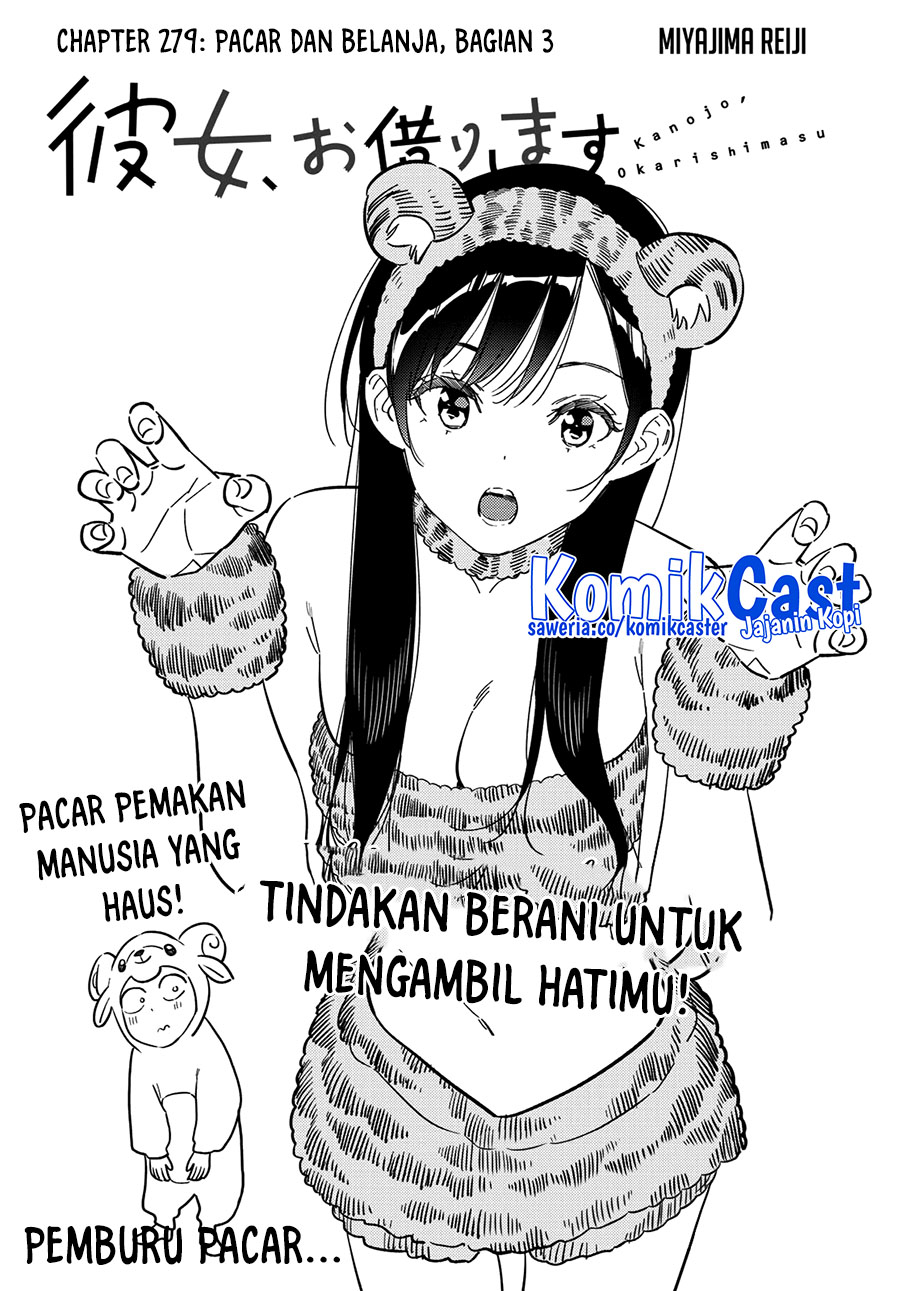 CHAPTER 279: PACAR DAN BELANJA, BAGIAN 3
MIYAJIMA REIJI
彼女、お借りします
Kanojo,
Okarishimasu
KomikCast
saweria.co/komikcaster
Jajanin Kopi
PACAR PEMAKAN
MANUSIA YANG
HAUS!
TINDAKAN BERANI UNTUK
MENGAMBIL HATIMU!
PEMBURU PACAR...